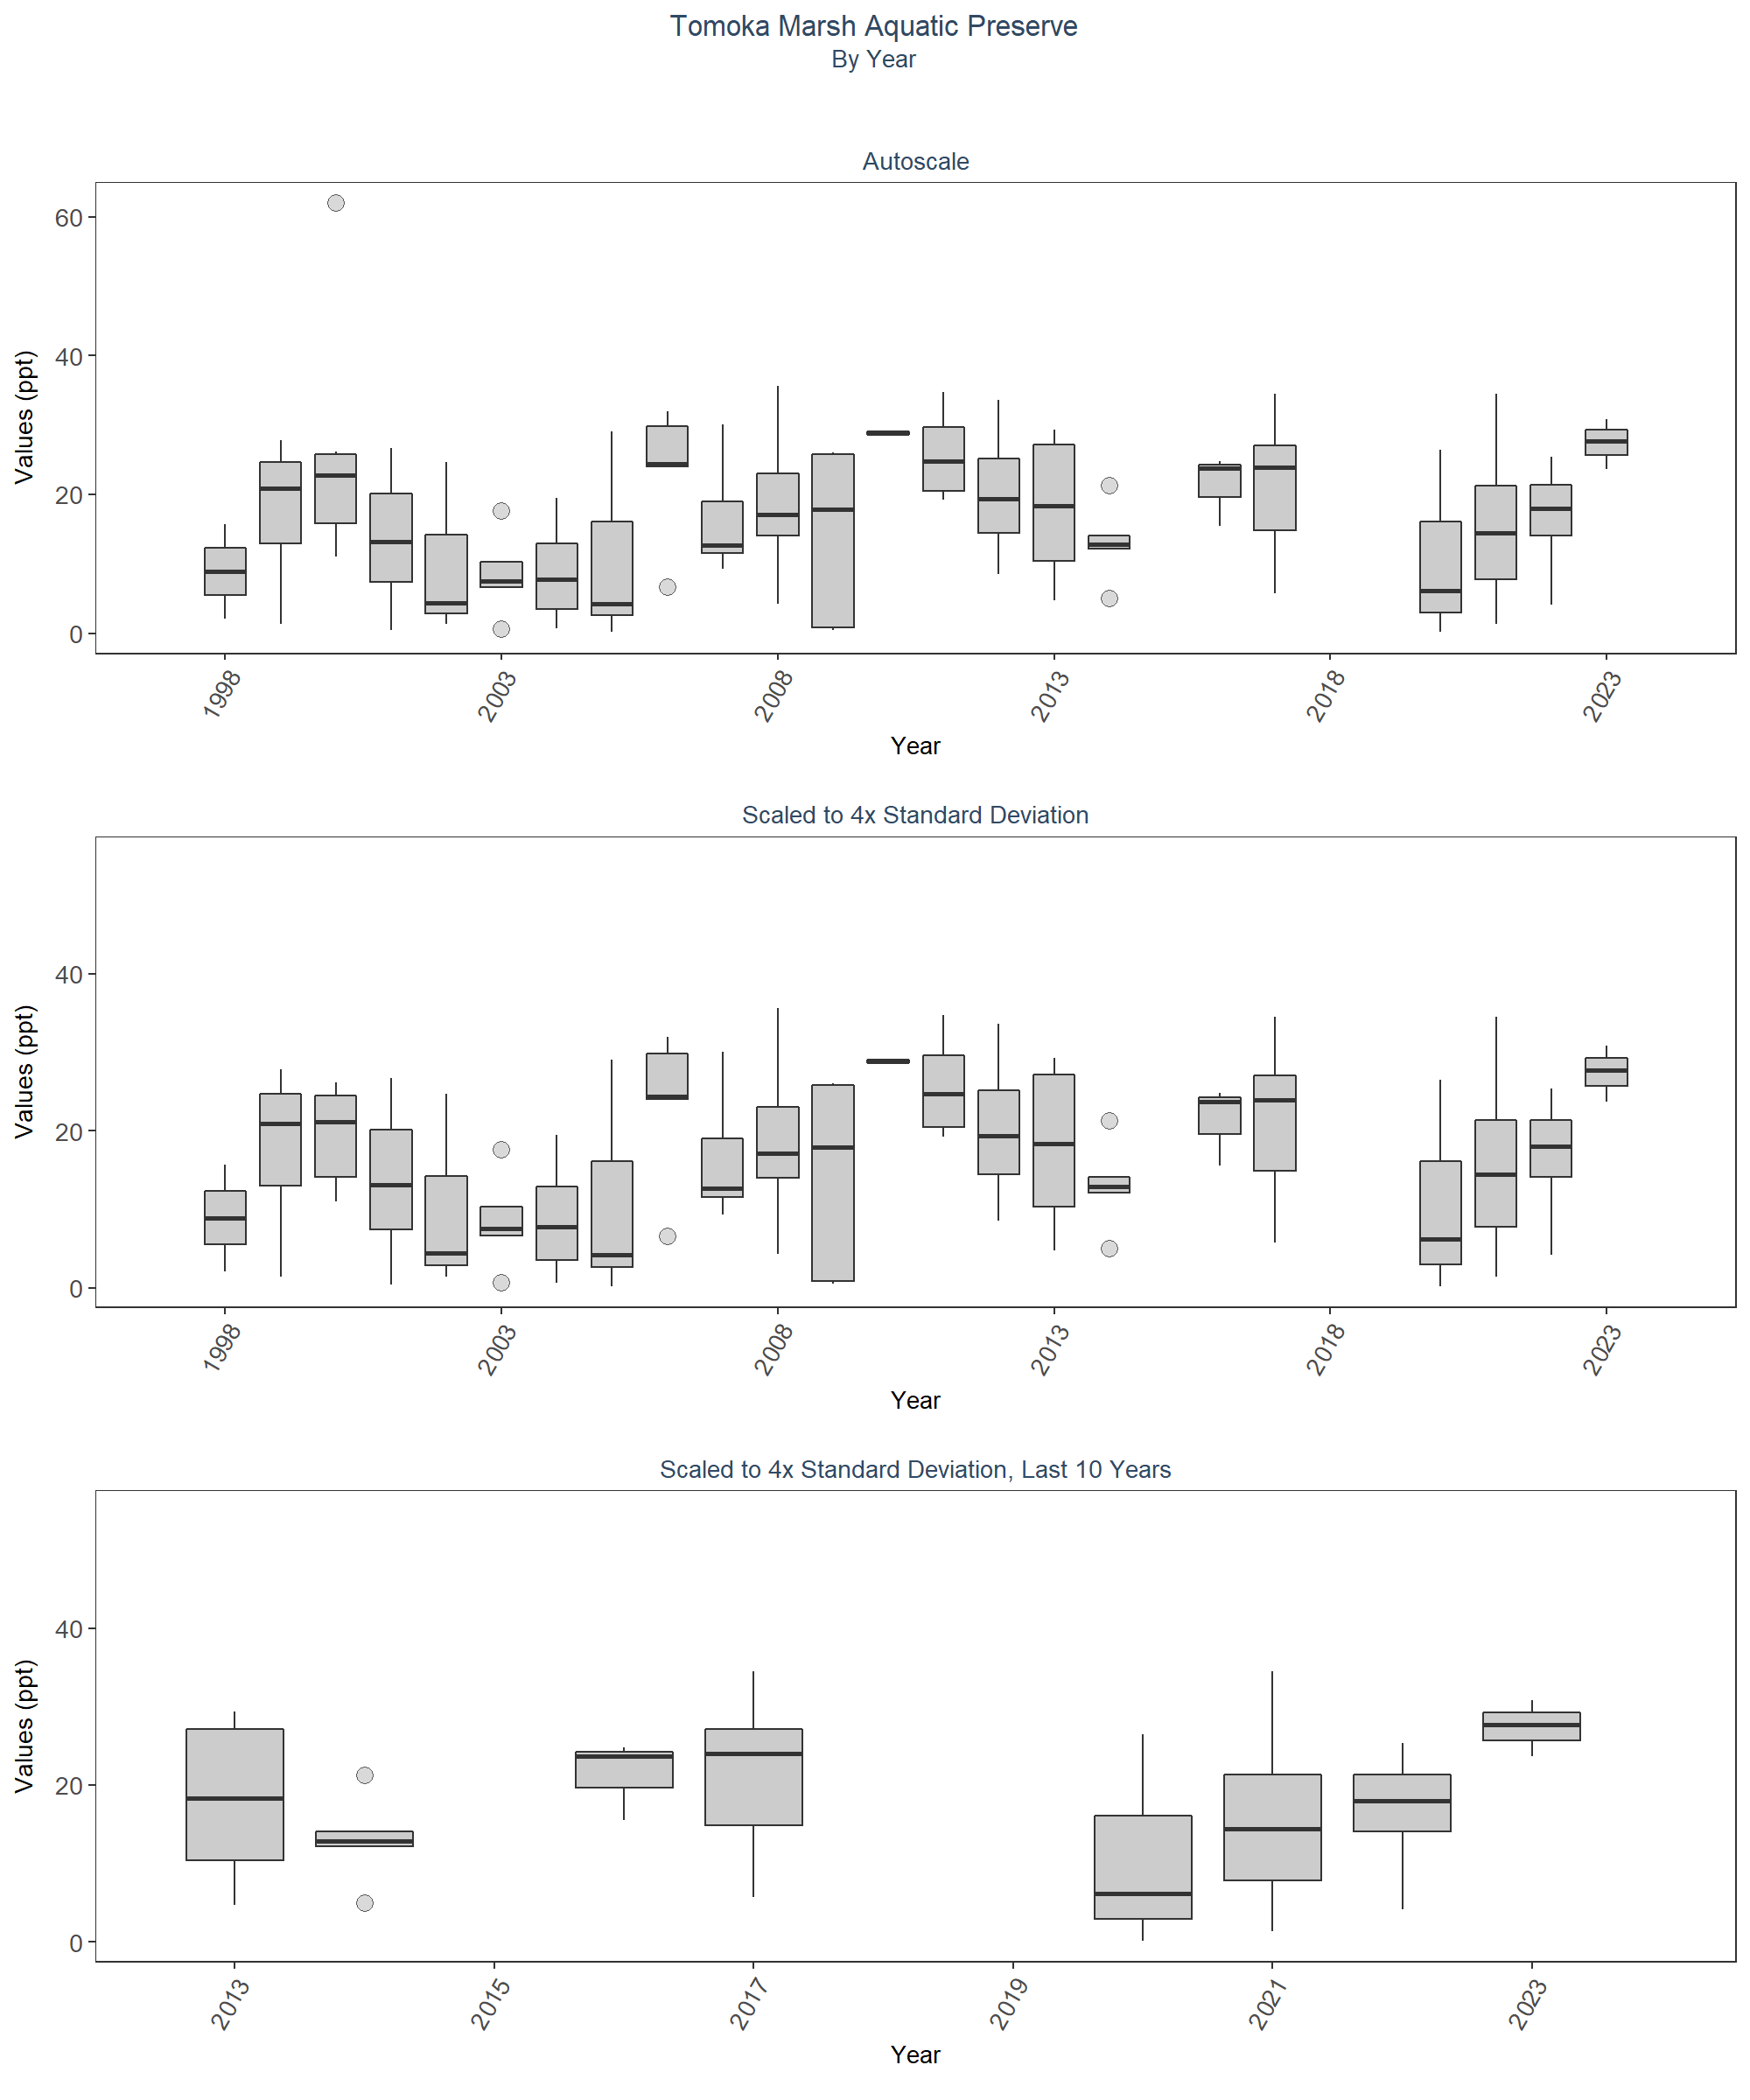 Tomoka Marsh Aquatic Preserve
By Year
Autoscale
Values (ppt)
60
40
20
0
1998 2003 2008 2013 2018 2023
Year
Scaled to 4x Standard Deviation
Values (ppt)
40
20
0
1998 2003 2008 2013 2018 2023
Year
Scaled to 4x Standard Deviation, Last 10 Years
Values (ppt)
40
20
0
2013 2015 2017 2019 2021 2023
Year